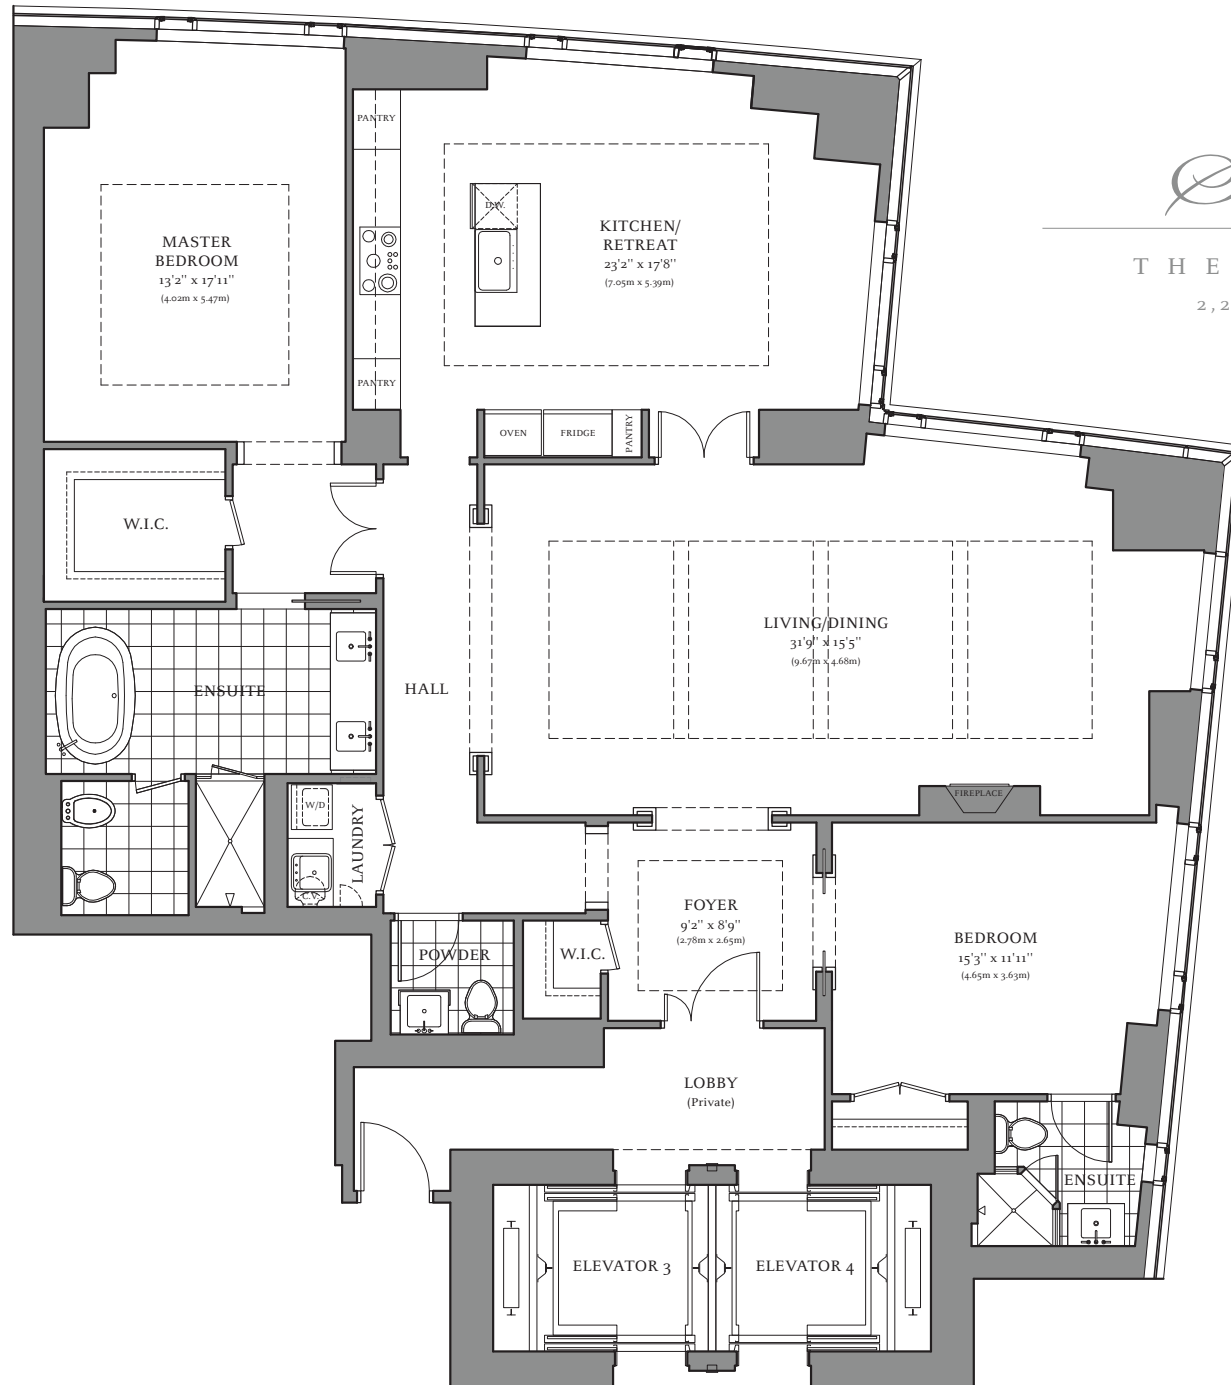 PANTRY
MASTER
BEDROOM
13'2" x 17'11"
(4.02m x 5.47m)
D.W.
KITCHEN/
RETREAT
23'2" x 17'8"
(7.05m x 5.39m)
THE
2,2
PANTRY
OVEN
FRIDGE
PANTRY
W.I.C.
LIVING/DINING
31'9" x 15'5"
(9.67m x 4.68m)
ENSUITE
HALL
FIREPLACE
W/D
LAUNDRY
C.V.
FOYER
9'2" x 8'9"
(2.78m x 2.65m)
POWDER
W.I.C.
BEDROOM
15'3" x 11'11"
(4.65m x 3.63m)
LOBBY
(Private)
ENSUITE
ELEVATOR 3
ELEVATOR 4